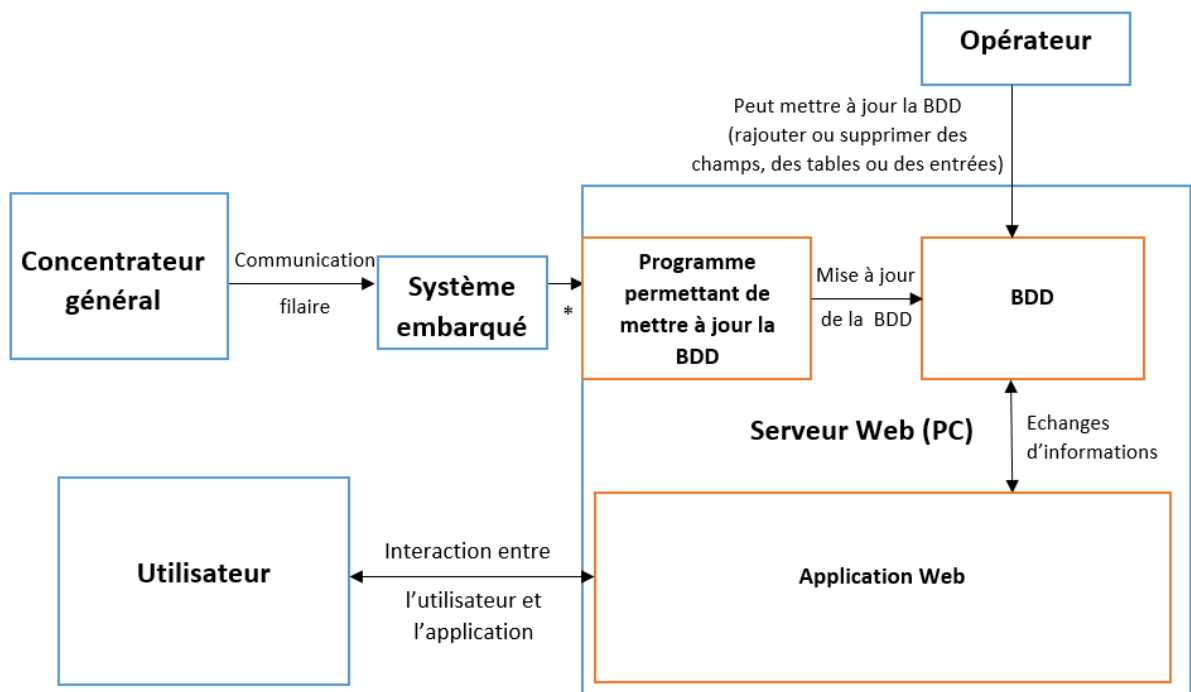 Opérateur
Peut mettre à jour la BDD
(rajouter ou supprimer des
champs, des tables ou des entrées)
Concentrateur
général
Communication
filaire
Système
embarqué
*
Programme
permettant de
mettre à jour la
BDD
Mise à jour
de la BDD
BDD
Serveur Web (PC)
Echanges
d'informations
Utilisateur
Interaction entre
l'utilisateur et
l'application
Application Web